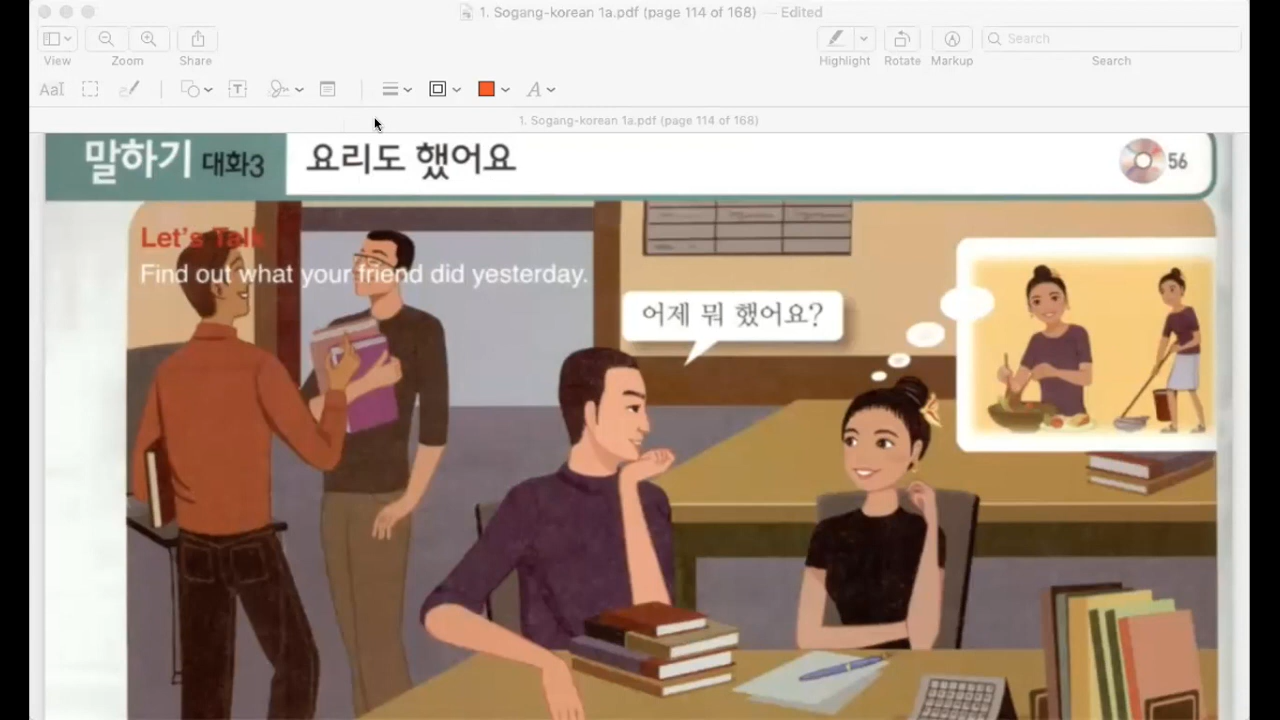 1. Sogang-korean 1a.pdf (page 114 of 168) — Edited
View
Zoom
Share
Highlight
Rotate
Markup
Search
Search
AaI
T
A
1. Sogang-korean 1a.pdf (page 114 of 168)
말하기 대화3
요리도 했어요
56
Let's Talk
Find out what your friend did yesterday.
어제 뭐 했어요?